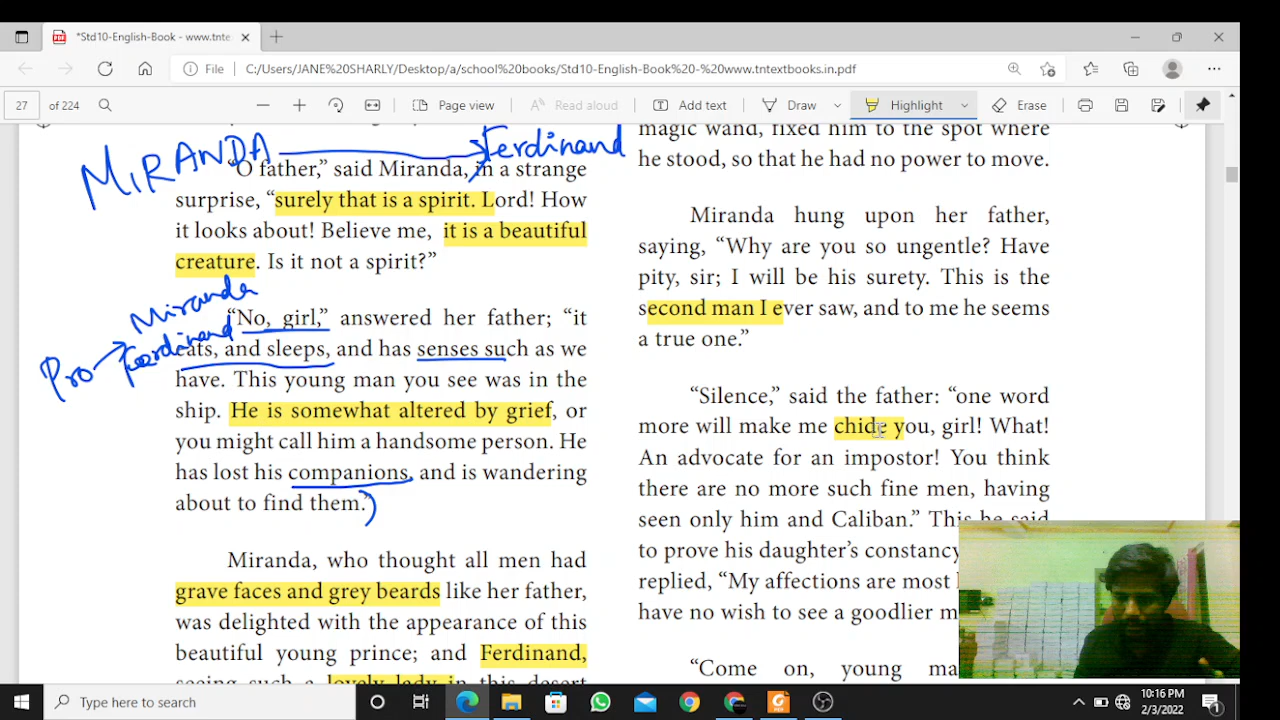 *Std10-English-Book - www.tnte
File
C:/Users/JANE%20SHARLY/Desktop/a/school%20books/Std10-English-Book%20-%20www.tntextbooks.in.pdf
27 of 224
Page view
Read aloud
Add text
Draw
Highlight
Erase
MIRANDA Ferdinand
“O father,” said Miranda, in a strange
surprise, “surely that is a spirit. Lord! How
it looks about! Believe me, it is a beautiful
creature. Is it not a spirit?”
Miranda
Pro Ferdinand
“No, girl,” answered her father; “it
eats, and sleeps, and has senses such as we
have. This young man you see was in the
ship. He is somewhat altered by grief, or
you might call him a handsome person. He
has lost his companions, and is wandering
about to find them.”)
Miranda, who thought all men had
grave faces and grey beards like her father,
was delighted with the appearance of this
beautiful young prince; and Ferdinand,
seeing such a lovely lady in this desert
magic wand, fixed him to the spot where
he stood, so that he had no power to move.
Miranda hung upon her father,
saying, “Why are you so ungentle? Have
pity, sir; I will be his surety. This is the
second man I ever saw, and to me he seems
a true one.”
“Silence,” said the father: “one word
more will make me chide you, girl! What!
An advocate for an impostor! You think
there are no more such fine men, having
seen only him and Caliban.” This he said
to prove his daughter’s constancy
replied, “My affections are most
have no wish to see a goodlier
“Come on, young
Type here to search
10:16 PM
2/3/2022